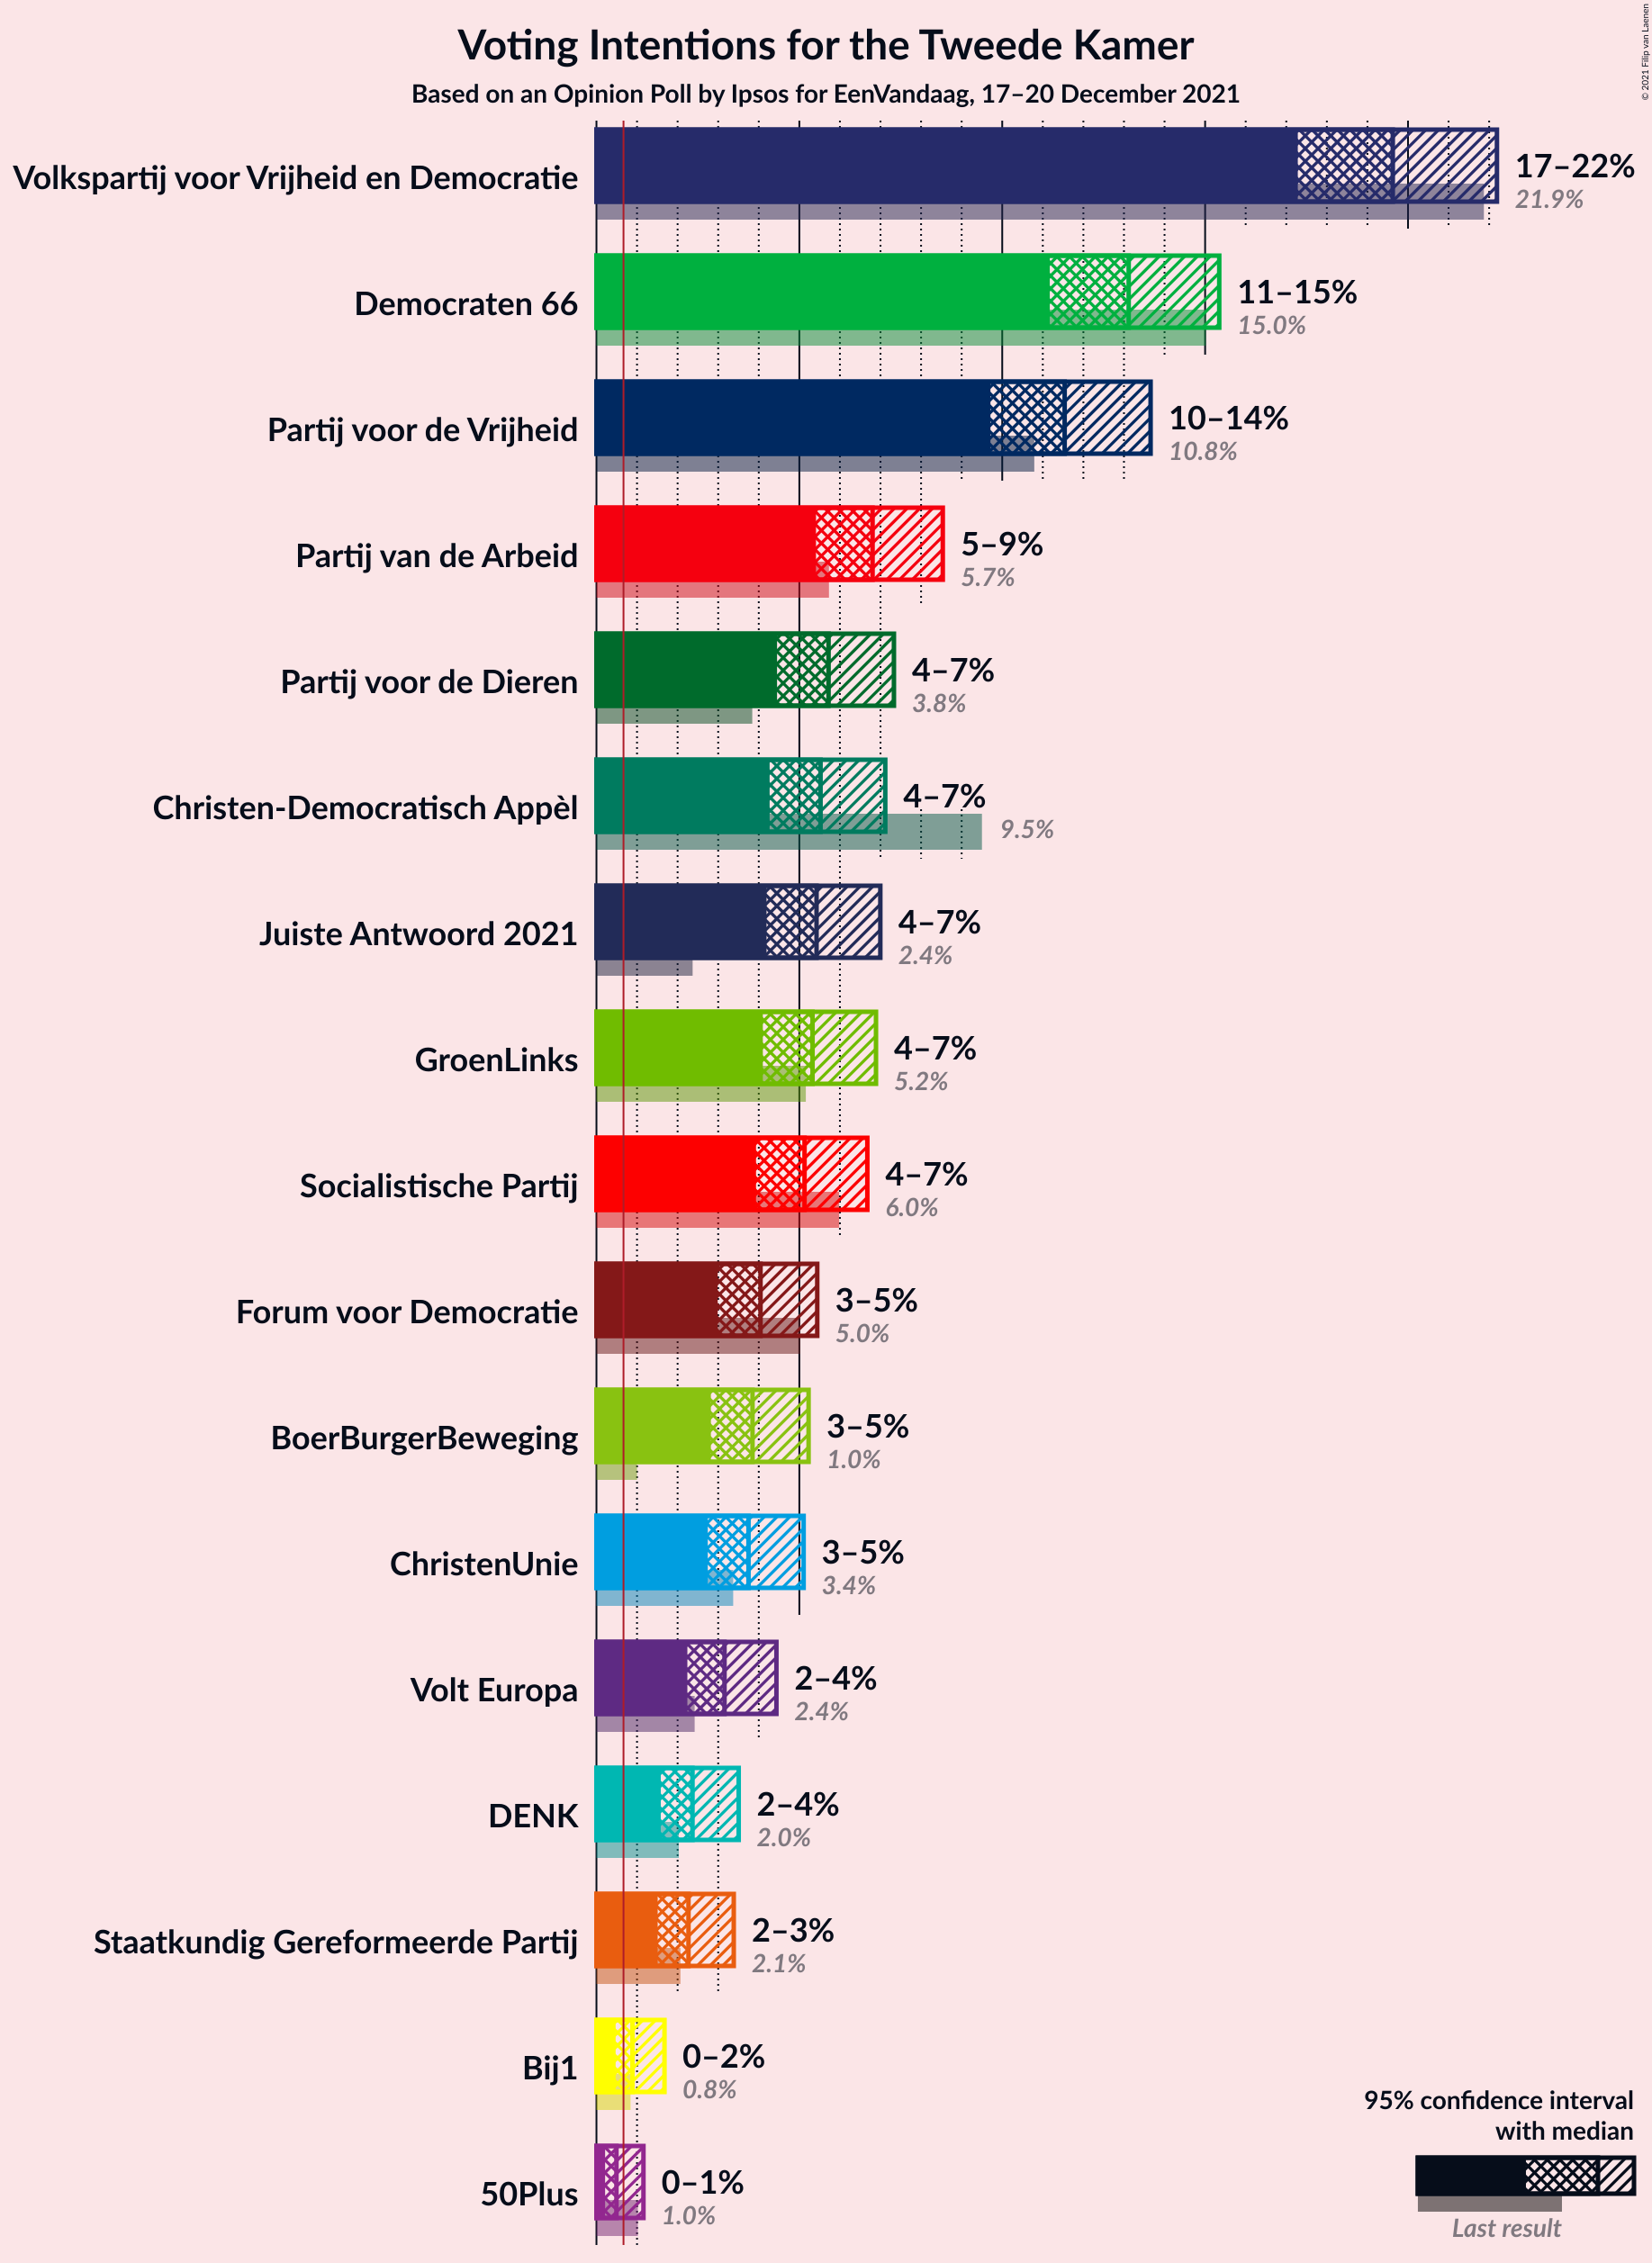 © 2021 Filip van Laenen
Voting Intentions for the Tweede Kamer
Based on an Opinion Poll by Ipsos for EenVandaag, 17–20 December 2021
Volkspartij voor Vrijheid en Democratie
17–22%
21.9%
Democraten 66
11–15%
15.0%
Partij voor de Vrijheid
10–14%
10.8%
Partij van de Arbeid
5–9%
5.7%
Partij voor de Dieren
4–7%
3.8%
Christen-Democratisch Appèl
4–7%
9.5%
Juiste Antwoord 2021
4–7%
2.4%
GroenLinks
4–7%
5.2%
Socialistische Partij
4–7%
6.0%
Forum voor Democratie
3–5%
5.0%
BoerBurgerBeweging
3–5%
1.0%
ChristenUnie
3–5%
3.4%
Volt Europa
2–4%
2.4%
DENK
2–4%
2.0%
Staatkundig Gereformeerde Partij
2–3%
2.1%
Bij1
0–2%
0.8%
50Plus
0–1%
1.0%
95% confidence interval
with median
Last result